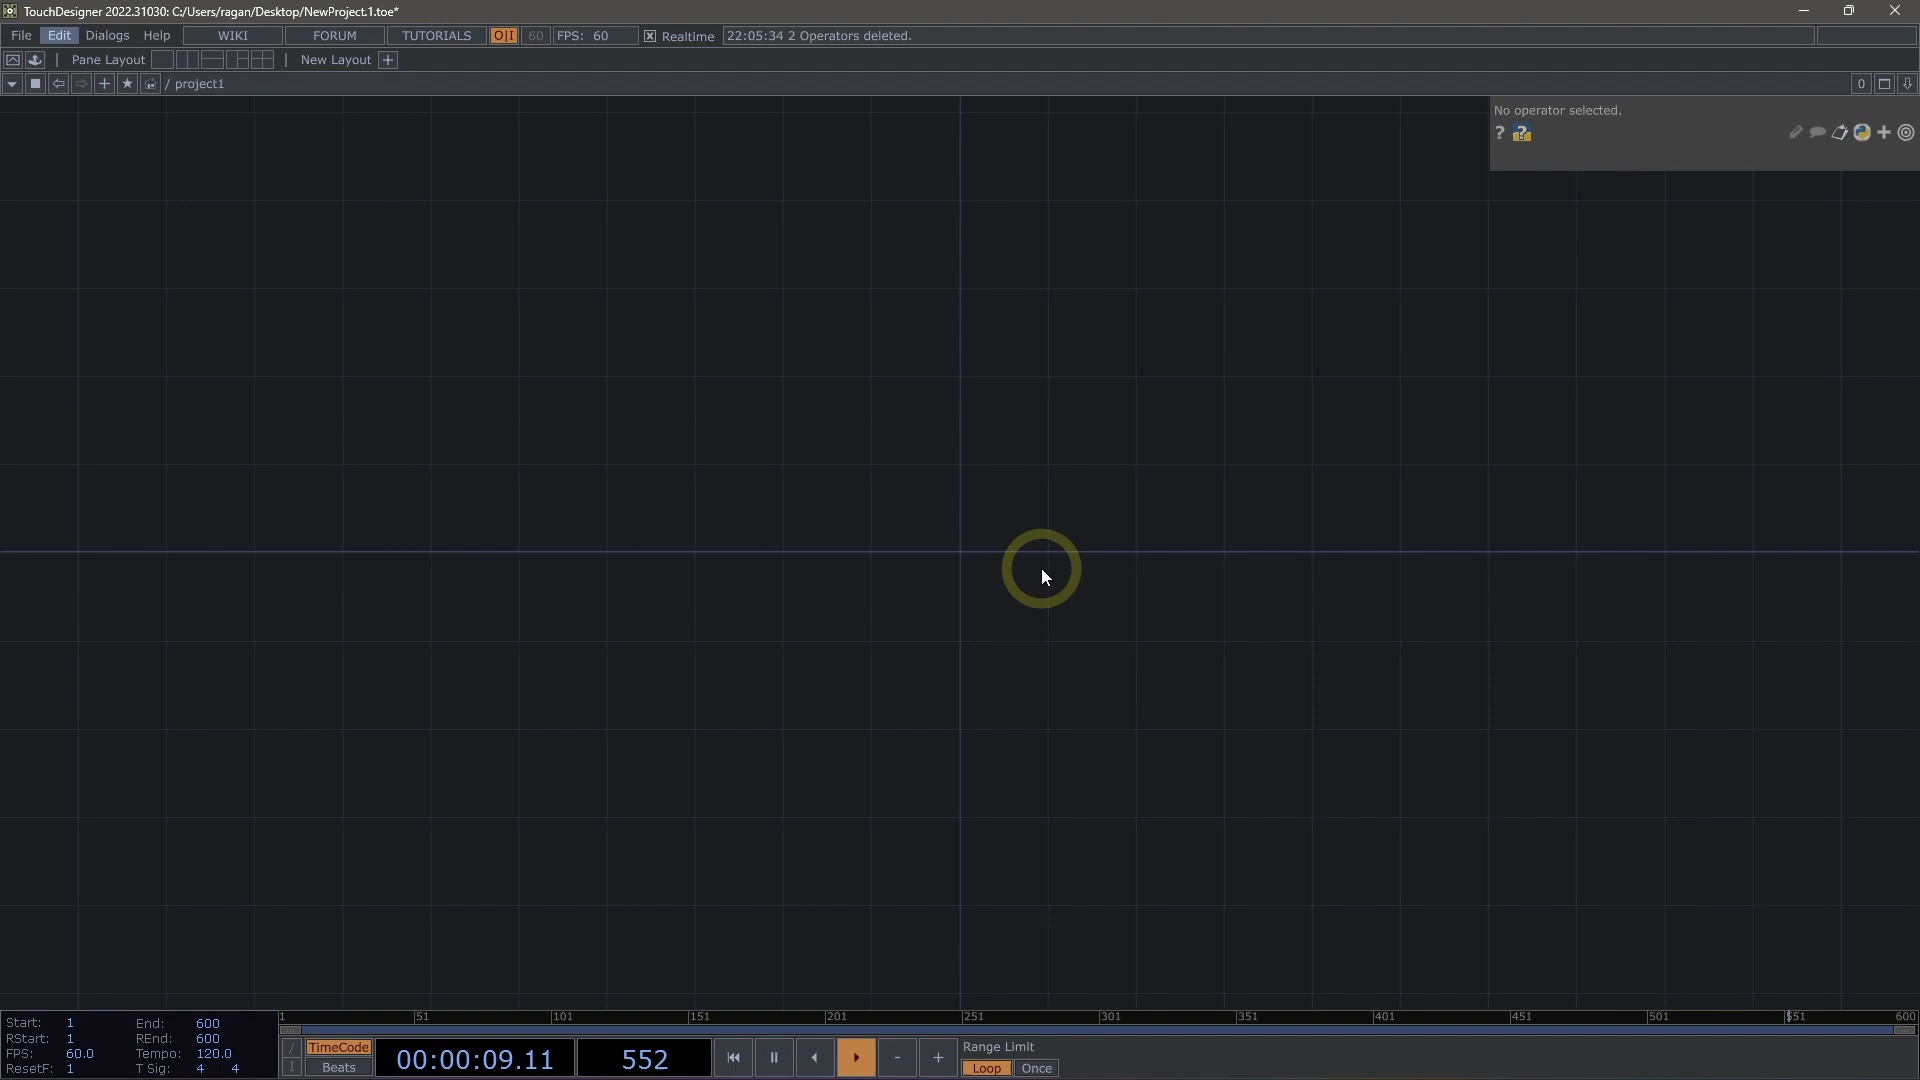 TouchDesigner 2022.31030: C:/Users/ragan/Desktop/NewProject.1.toe*
File Edit Dialogs Help WIKI FORUM TUTORIALS O|I 60 FPS: 60 Realtime 22:05:34 2 Operators deleted.
Pane Layout New Layout +
/ project1 0
No operator selected.
Start: 1 End: 600
RStart: 1 REnd: 600
FPS: 60.0 Tempo: 120.0
ResetF: 1 T Sig: 4 4
1 51 101 151 201 251 301 351 401 451 501 551 600
TimeCode
Beats
00:00:09.11 552
- +
Range Limit
Loop Once